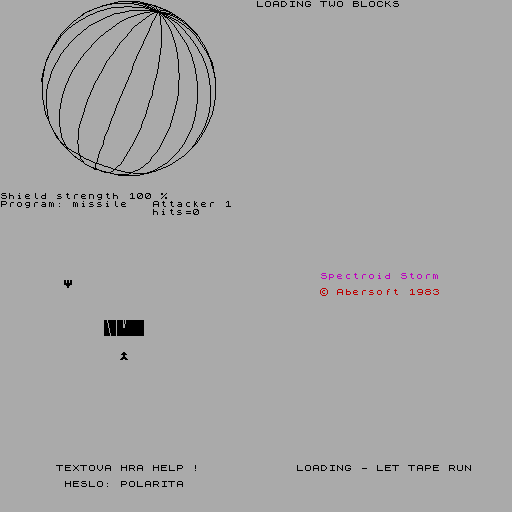 LOADING TWO BLOCKS
Shield strength 100 %
Program: missile Attacker 1
hits=0
Spectroid Storm
© Abersoft 1983
TEXTOVA HRA HELP !
HESLO: POLARITA
LOADING - LET TAPE RUN